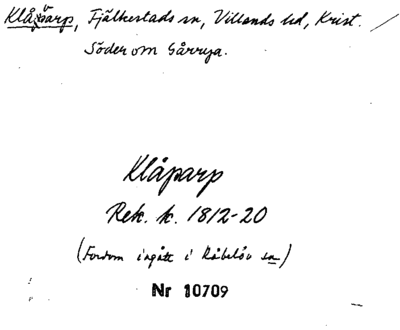 Klåparp, Fjälkestads sn, Villands hd, Krist.
Söder om Gårrya.
Klåparp
Rek. k. 1812-20
(Fordom ingått i Råbelöv sn)
Nr 10709